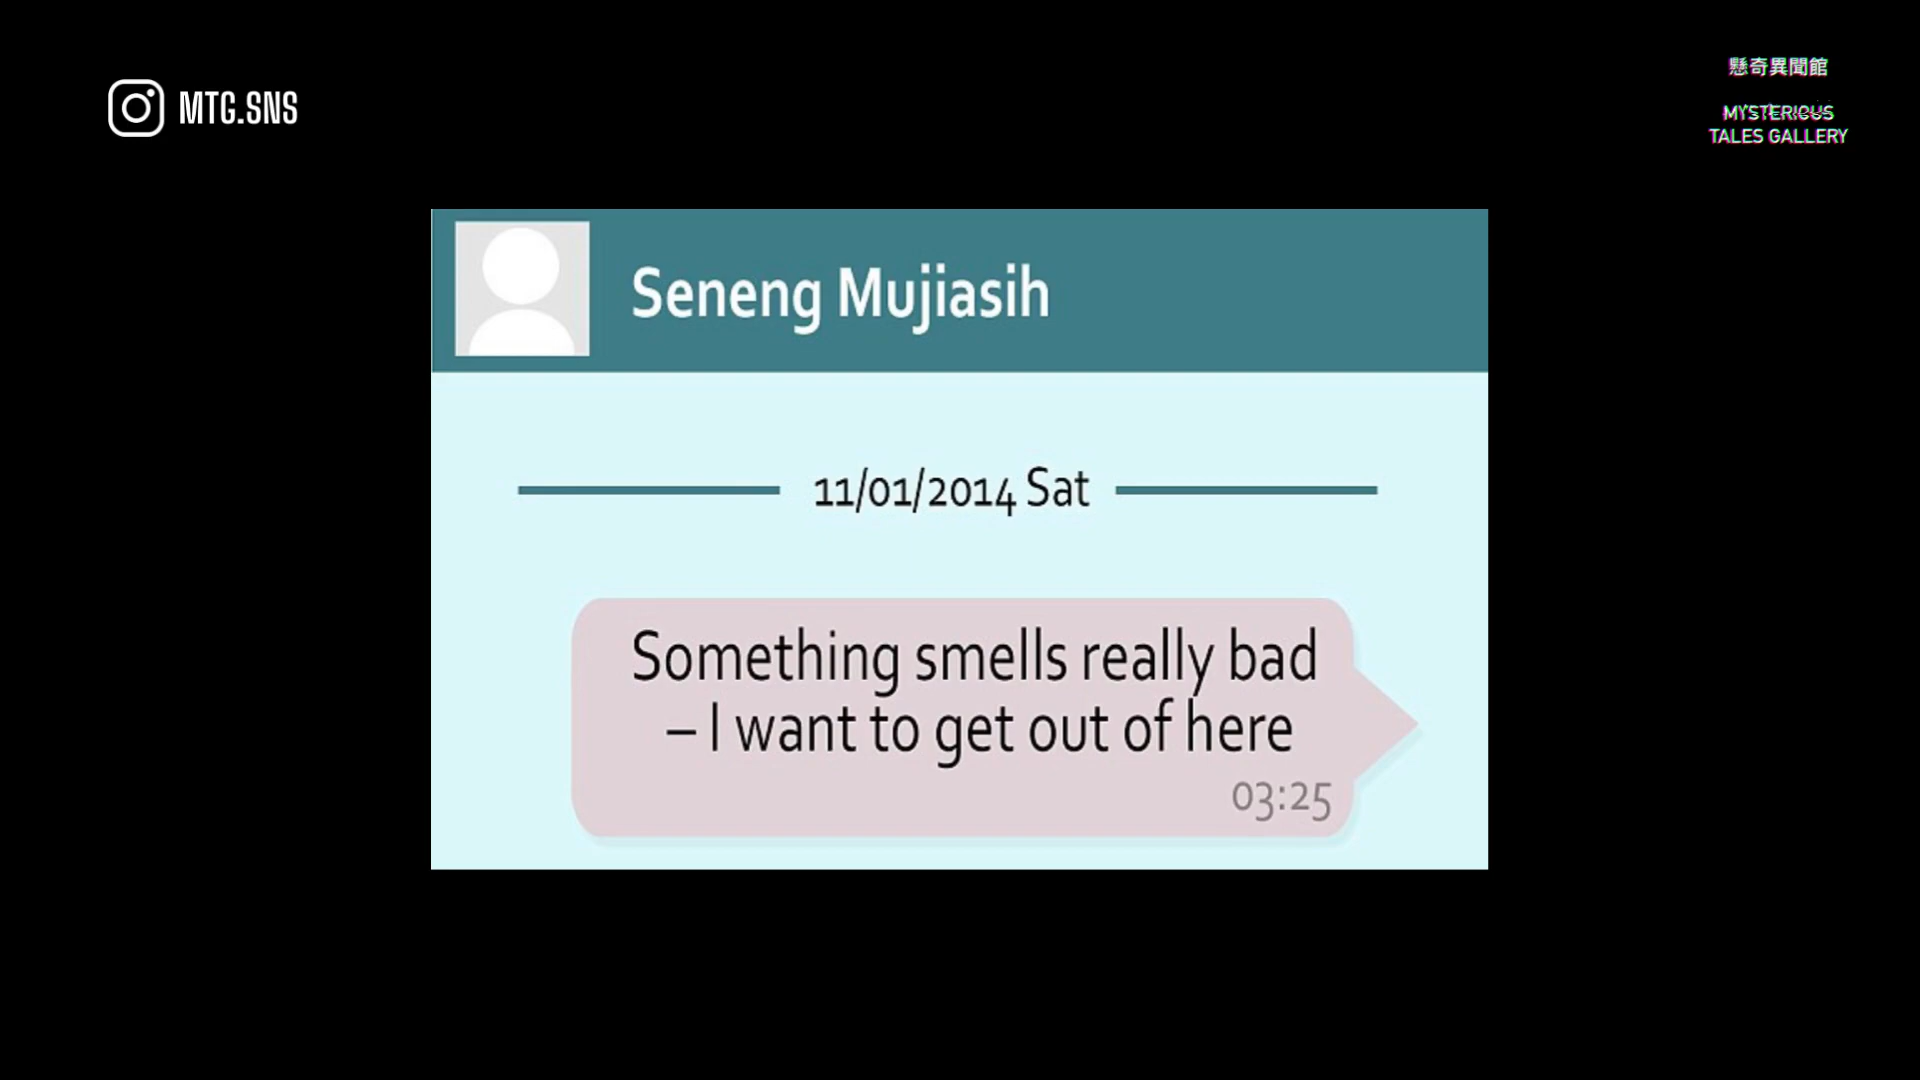 MTG.SNS
懸奇異聞館
MYSTERIOUS
TALES GALLERY
Seneng Mujiasih
11/01/2014 Sat
Something smells really bad
– I want to get out of here
03:25